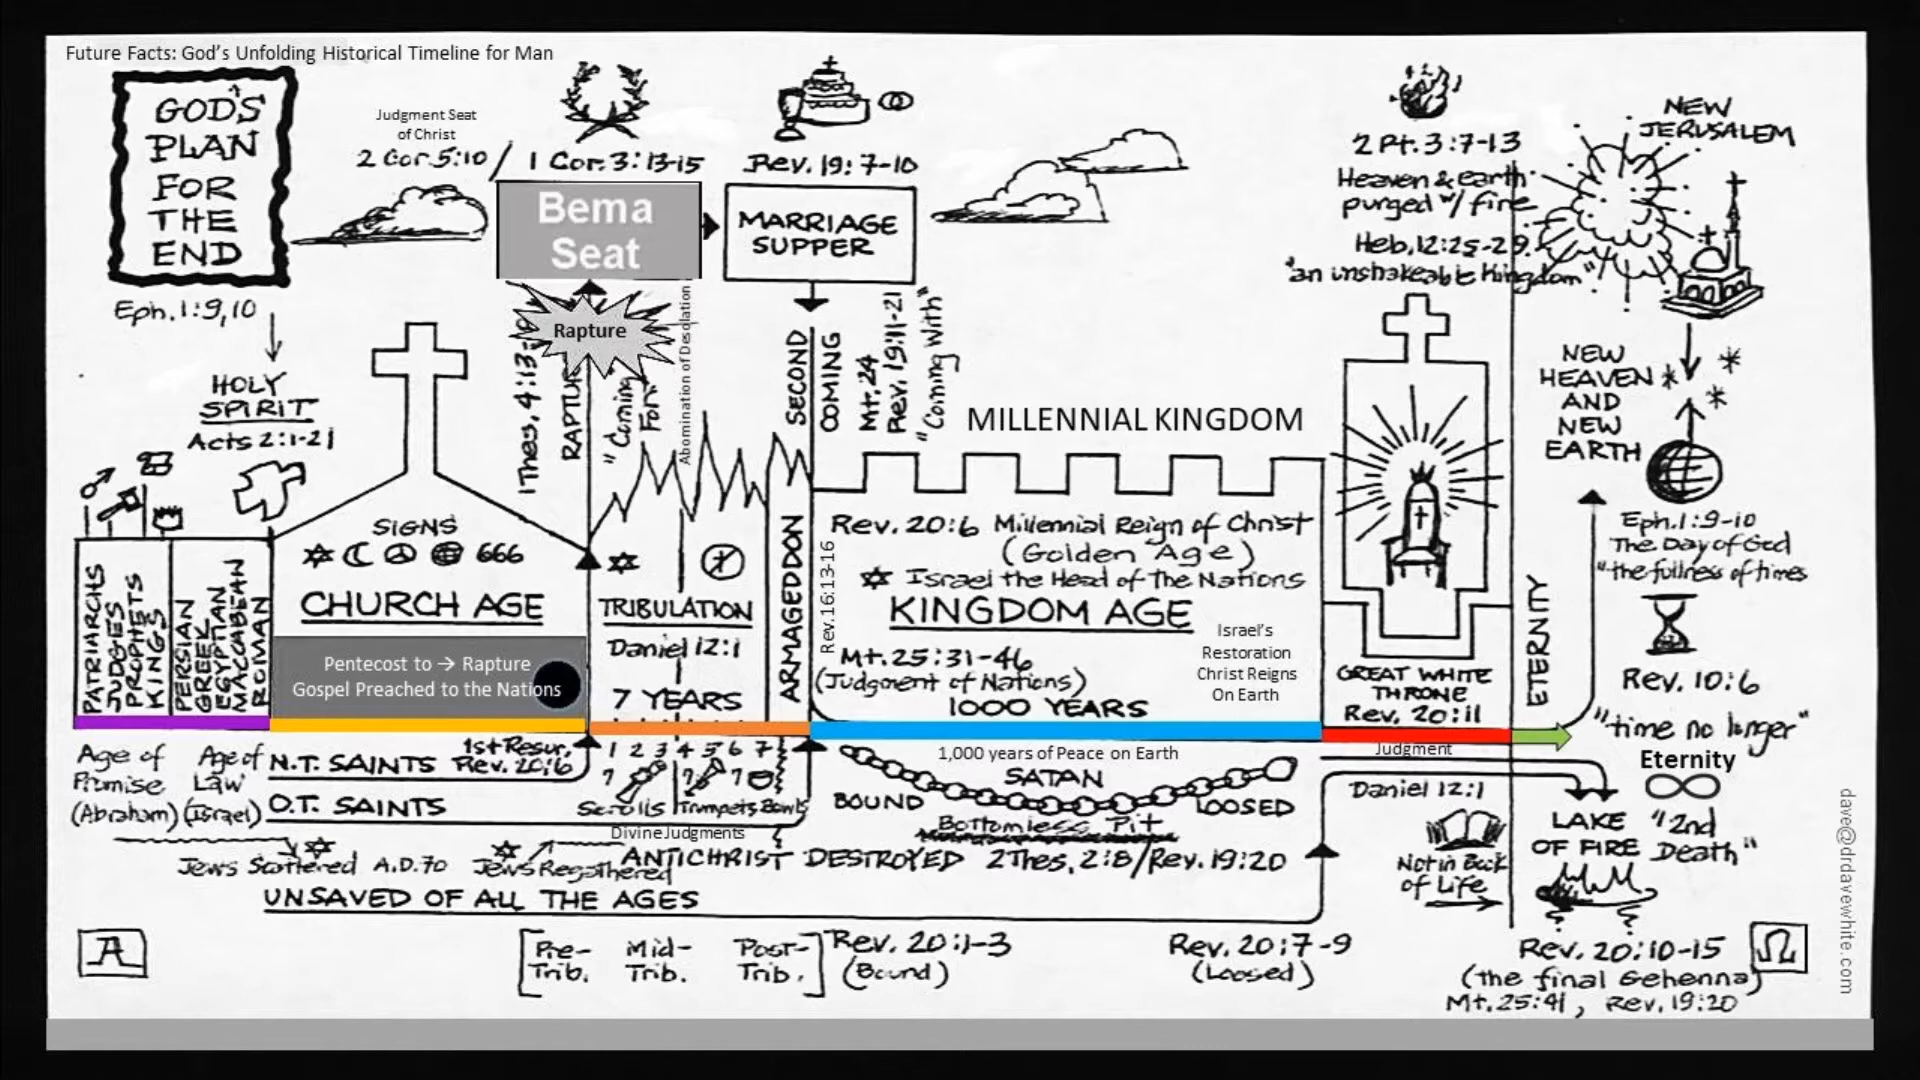 Future Facts: God's Unfolding Historical Timeline for Man
GOD'S
PLAN
FOR
THE
END
Eph. 1:9,10
HOLY
SPIRIT
Acts 2:1-21
Judgment Seat
of Christ
2 Cor 5:10 / 1 Cor. 3:13-15
Bema
Seat
Rev. 19:7-10
MARRIAGE
SUPPER
Rapture
1 Thes. 4:13-
RAPTUR
"Coming
For"
Abomination of Desolation
SECOND
COMING
Mt. 24
Rev. 19:11-21
"Coming With"
2 Pt. 3:7-13
Heaven & earth
purged w/ fire
Heb. 12:25-29
"an unshakeable Kingdom"
NEW
JERUSALEM
NEW
HEAVEN
AND
NEW
EARTH
Eph. 1:9-10
The Day of God
"the fullness of times
Rev. 10:6
"time no longer"
Eternity
PATRIARCHS
JUDGES
PROPHETS
KINGS
PERSIAN
GREEK
EGYPTIAN
MACCABEAN
ROMAN
SIGNS
666
CHURCH AGE
Pentecost to → Rapture
Gospel Preached to the Nations
TRIBULATION
Daniel 12:1
7 YEARS
ARMAGEDDON
Rev. 16:13-16
MILLENNIAL KINGDOM
Rev. 20:6 Millennial Reign of Christ
(Golden Age)
Israel the Head of The Nations
KINGDOM AGE
Mt. 25:31-46
(Judgment of Nations)
1000 YEARS
Israel's
Restoration
Christ Reigns
On Earth
GREAT WHITE
THRONE
Rev. 20:11
Judgment
ETERNITY
Age of
Promise
(Abraham)
Age of
Law
(Israel)
N.T. SAINTS
1st Resur.
Rev. 20:6
O.T. SAINTS
1 2 3 4 5 6 7
7 7 7
Scrolls Trumpets Bowls
Divine Judgments
1,000 years of Peace on Earth
SATAN
BOUND
LOOSED
Bottomless Pit
Jews Scattered A.D. 70
Jews Regathered
ANTICHRIST DESTROYED 2 Thes. 2:8/Rev. 19:20
UNSAVED OF ALL THE AGES
Daniel 12:1
Not in Book
of Life
LAKE
OF FIRE
"2nd
Death"
A
[Pre-
Trib.
Mid-
Trib.
Post-
Trib.]
Rev. 20:1-3
(Bound)
Rev. 20:7-9
(Loosed)
Rev. 20:10-15
(the final Gehenna)
Mt. 25:41, Rev. 19:20
Ω
dave@drdavewhite.com